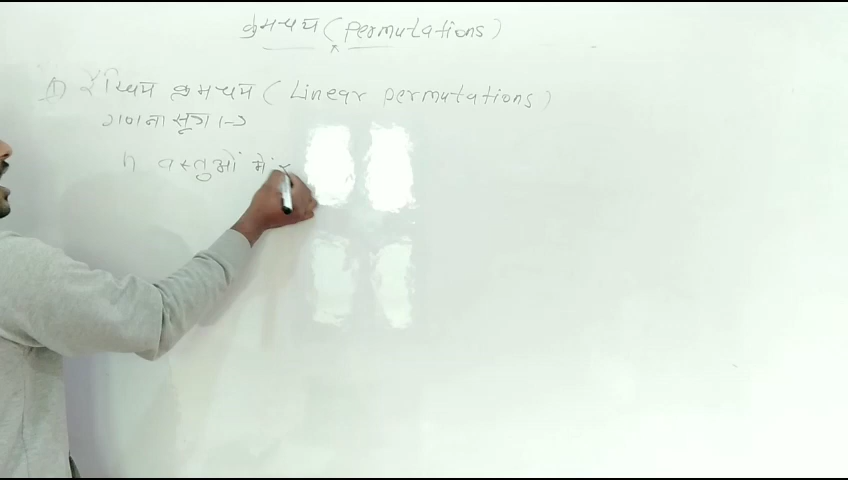 क्रमचय (Permutations)
1) रैखिय क्रमचय (Linear permutations)
गणना सूत्र :->
n वस्तुओं में